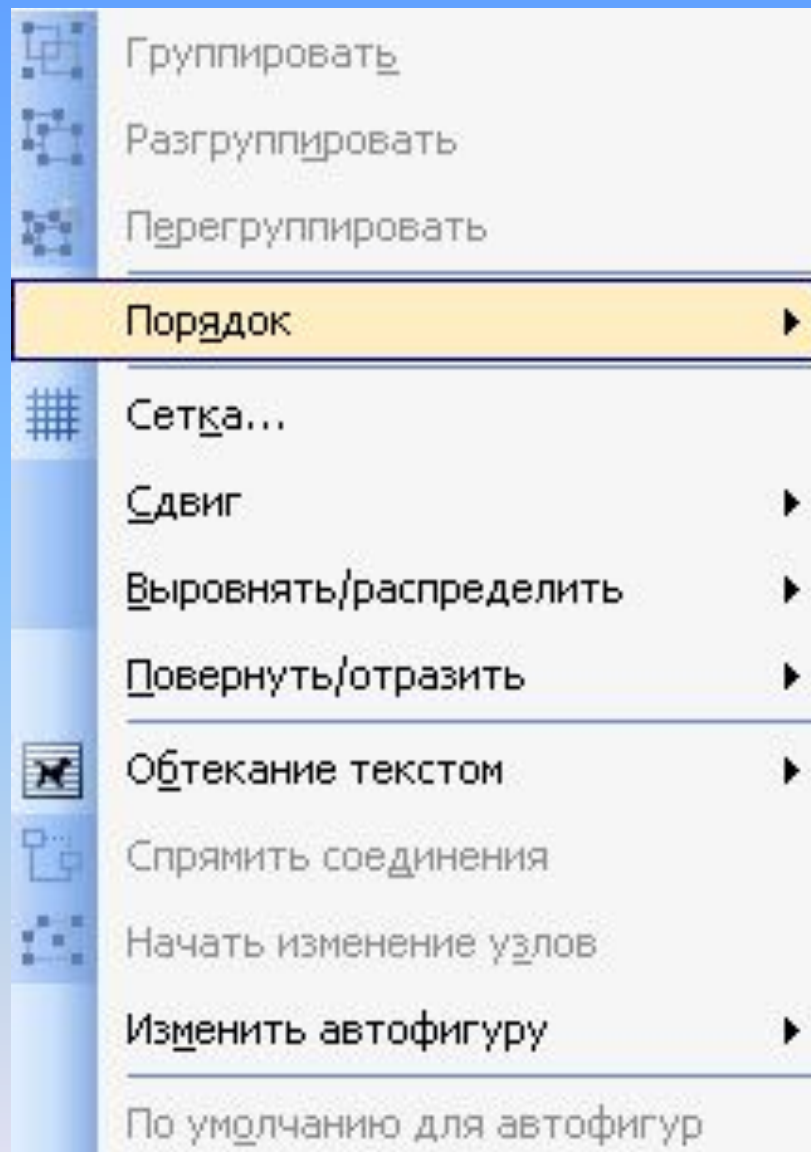 Группировать
Разгруппировать
Перегруппировать
Порядок
Сетка...
Сдвиг
Выровнять/распределить
Повернуть/отразить
Обтекание текстом
Спрямить соединения
Начать изменение узлов
Изменить автофигуру
По умолчанию для автофигур